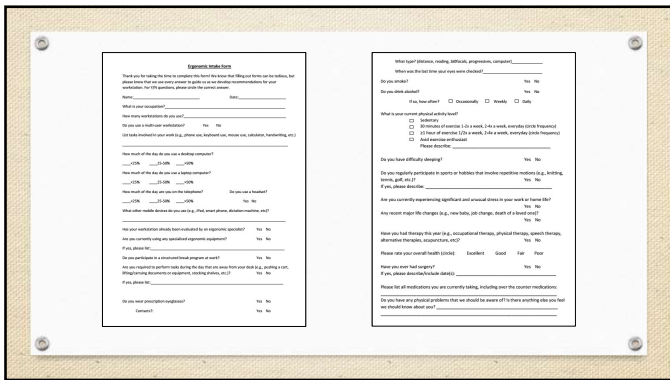 Ergonomic Intake Form
Thank you for taking the time to complete this form! We know that filling out forms can be tedious, but
please know that we use every answer to guide us as we develop recommendations for your
workstation. For Y/N questions, please circle the correct answer.
Name: Date:
What is your occupation?
How many workstations do you use?
Do you use a multi-user workstation? Yes No
List tasks involved in your work (e.g., phone use, keyboard use, mouse use, calculator, handwriting, etc.)
How much of the day do you use a desktop computer?
____<25% ____25-50% ____>50%
How much of the day do you use a laptop computer?
____<25% ____25-50% ____>50%
How much of the day are you on the telephone? Do you use a headset?
____<25% ____25-50% ____>50% Yes No
What other mobile devices do you use (e.g., iPad, smart phone, dictation machine, etc)?
Has your workstation already been evaluated by an ergonomic specialist? Yes No
Are you currently using any specialized ergonomic equipment? Yes No
If yes, please list:
Do you participate in a structured break program at work? Yes No
Are you required to perform tasks during the day that are away from your desk (e.g., pushing a cart,
lifting/carrying documents or equipment, stocking shelves, etc.)? Yes No
If yes, please list:
Do you wear prescription eyeglasses? Yes No
Contacts?: Yes No
What type? (distance, reading, bififocals, progressives, computer)
When was the last time your eyes were checked?
Do you smoke? Yes No
Do you drink alcohol? Yes No
If so, how often? ☐ Occasionally ☐ Weekly ☐ Daily
What is your current physical activity level?
☐ Sedentary
☐ 30 minutes of exercise 1-2x a week, 2-4x a week, everyday (circle frequency)
☐ ≥1 hour of exercise 1/2x a week, 2-4x week, everyday (circle frequency)
☐ Avid exercise enthusiast
Please describe:
Do you have difficulty sleeping? Yes No
Do you regularly participate in sports or hobbies that involve repetitive motions (e.g., knitting,
tennis, golf, etc.)? Yes No
If yes, please describe:
Are you currently experiencing significant and unusual stress in your work or home life?
Yes No
Any recent major life changes (e.g., new baby, job change, death of a loved one)?
Yes No
Have you had therapy this year (e.g., occupational therapy, physical therapy, speech therapy,
alternative therapies, acupuncture, etc)? Yes No
Please rate your overall health (circle): Excellent Good Fair Poor
Have you ever had surgery? Yes No
If yes, please describe/include date(s):
Please list all medications you are currently taking, including over the counter medications:
Do you have any physical problems that we should be aware of? Is there anything else you feel
we should know about you?